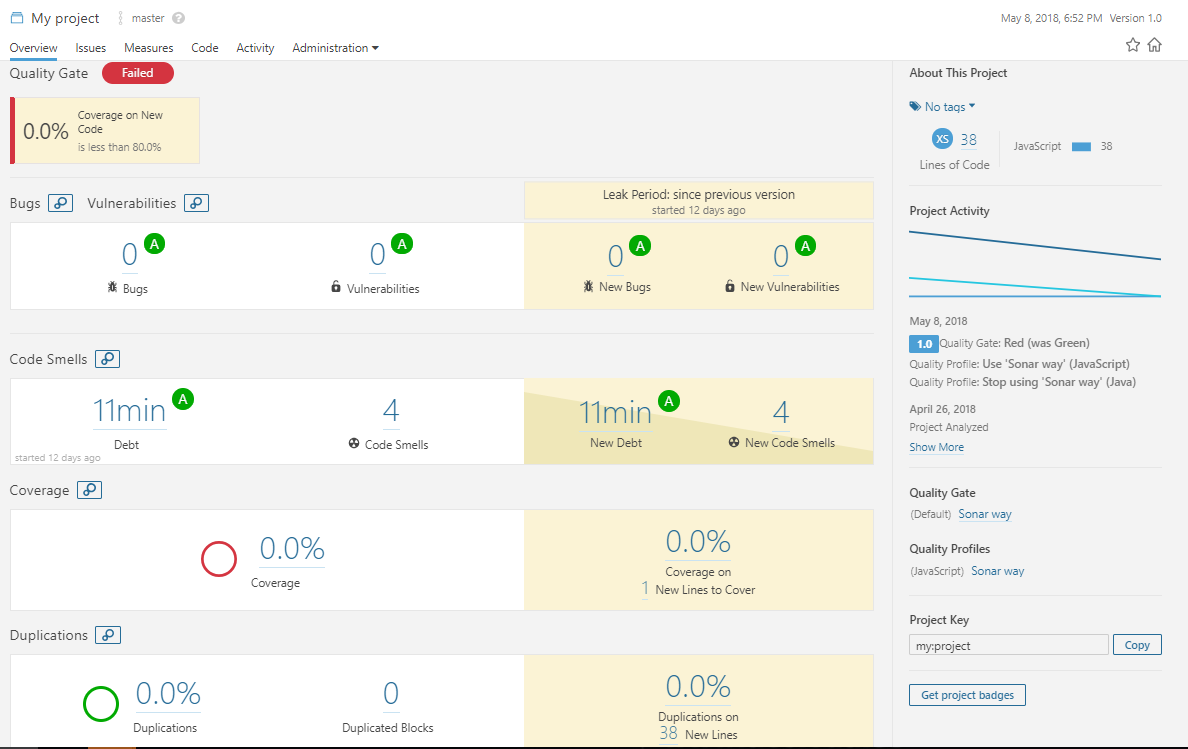 My project master ? May 8, 2018, 6:52 PM Version 1.0
Overview Issues Measures Code Activity Administration
Quality Gate Failed
0.0% Coverage on New
Code
is less than 80.0%
Bugs Vulnerabilities
Leak Period: since previous version
started 12 days ago
0 A 0 A 0 A 0 A
Bugs Vulnerabilities New Bugs New Vulnerabilities
Code Smells
11min A 4 11min A 4
Debt Code Smells New Debt New Code Smells
started 12 days ago
Coverage
0.0% 0.0%
Coverage Coverage on
1 New Lines to Cover
Duplications
0.0% 0 0.0%
Duplications Duplicated Blocks Duplications on
38 New Lines
About This Project
No tags
XS 38 JavaScript 38
Lines of Code
Project Activity
May 8, 2018
1.0 Quality Gate: Red (was Green)
Quality Profile: Use 'Sonar way' (JavaScript)
Quality Profile: Stop using 'Sonar way' (Java)
April 26, 2018
Project Analyzed
Show More
Quality Gate
(Default) Sonar way
Quality Profiles
(JavaScript) Sonar way
Project Key
my:project Copy
Get project badges